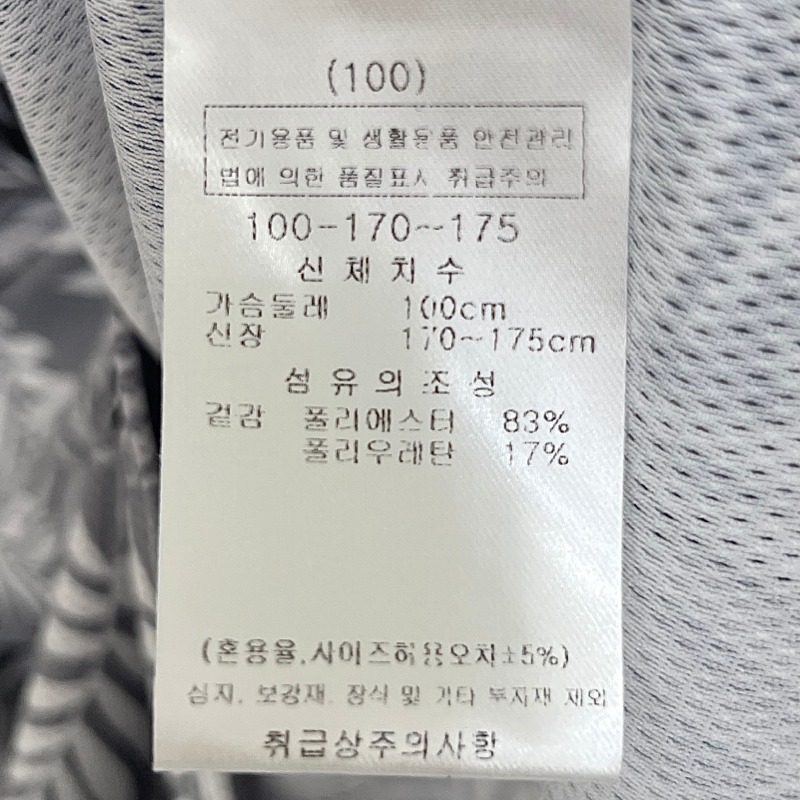 (100)
전기용품 및 생활용품 안전관리
법에 의한 품질표시 취급주의
100-170~175
신 체 치 수
가슴둘레 100cm
신장 170~175cm
섬 유 의 조 성
겉감 폴리에스터 83%
폴리우레탄 17%
(혼용율,사이즈허용오차±5%)
심지, 보강재, 장식 및 기타 부자재 제외
취급상주의사항